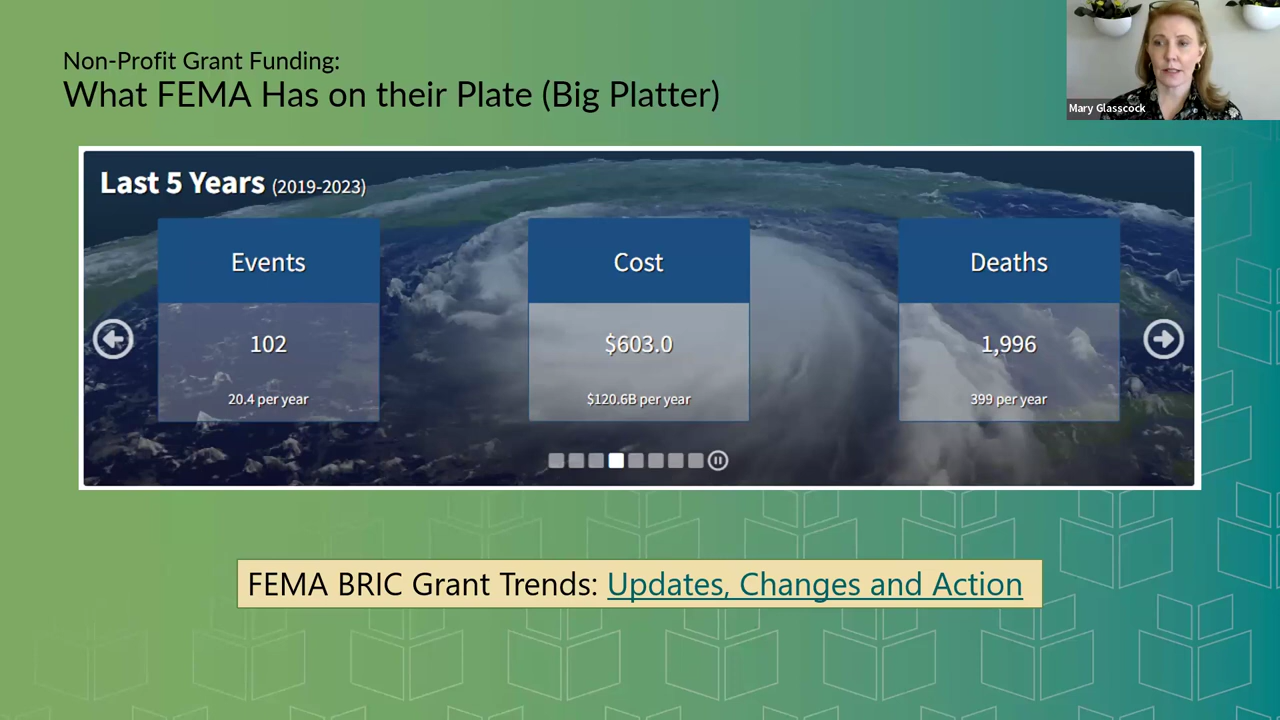 Non-Profit Grant Funding:
What FEMA Has on their Plate (Big Platter)
Mary Glasscock
Last 5 Years (2019-2023)
Events
102
20.4 per year
Cost
$603.0
$120.6B per year
Deaths
1,996
399 per year
FEMA BRIC Grant Trends: Updates, Changes and Action